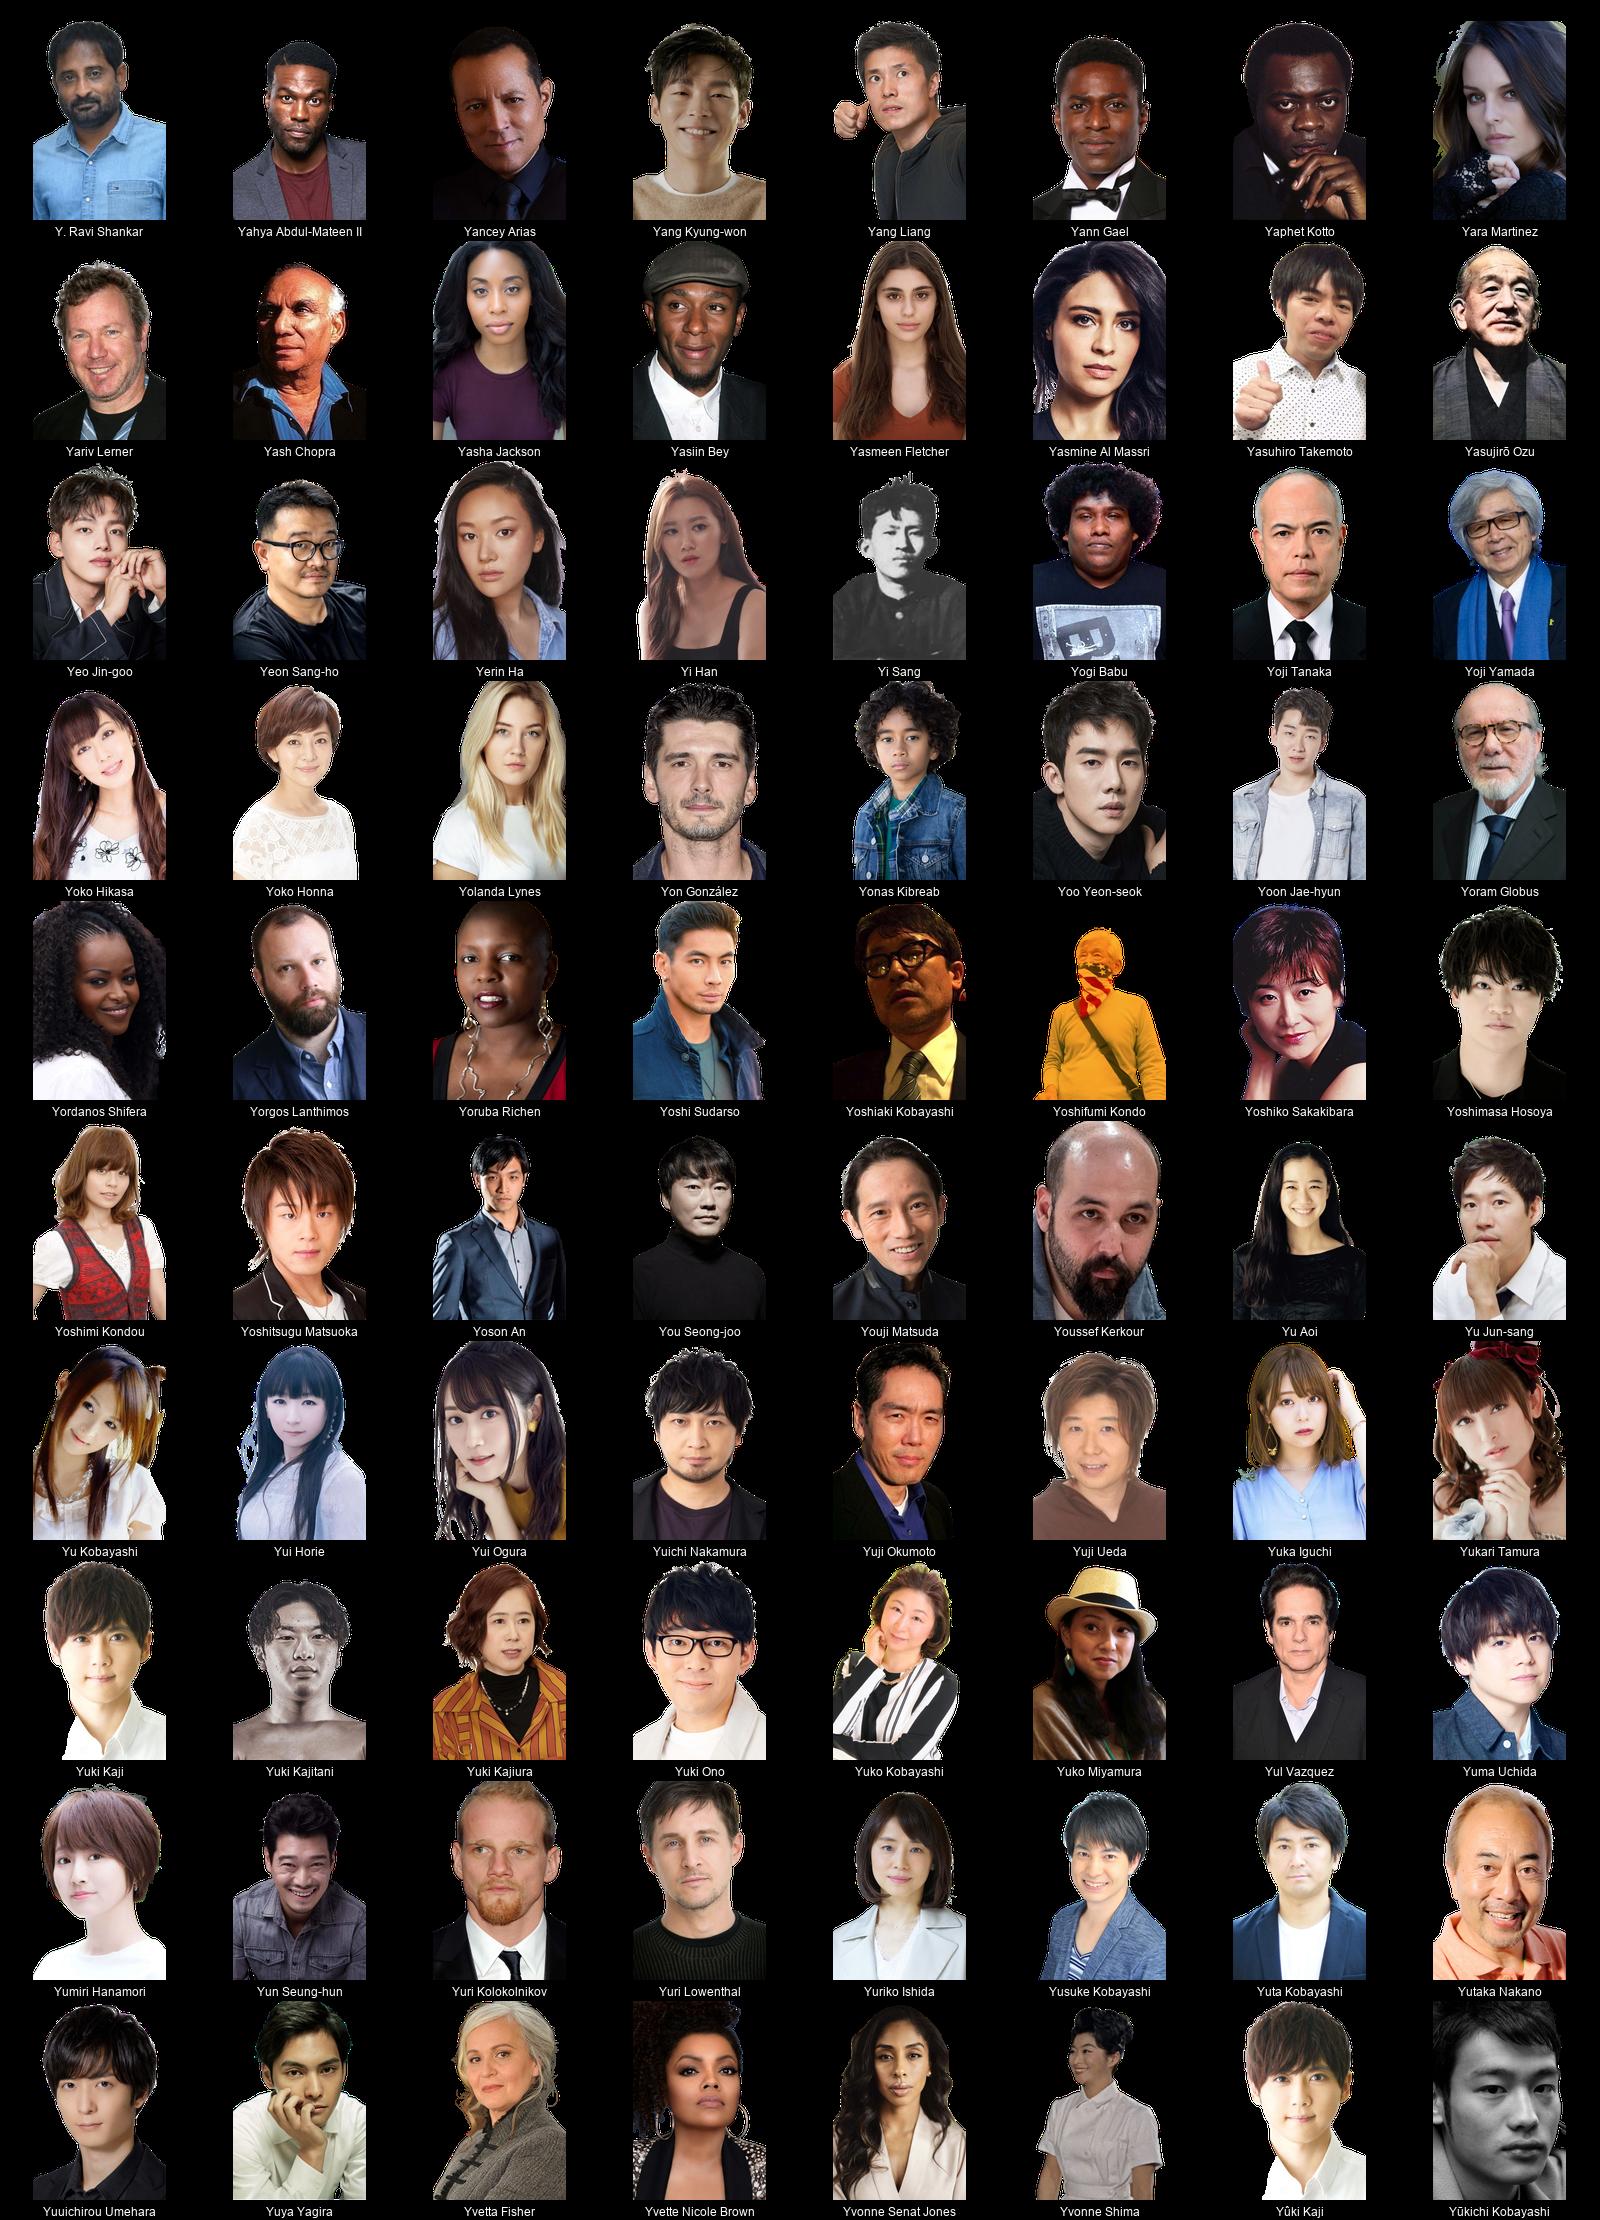 Y. Ravi Shankar
Yahya Abdul-Mateen II
Yancey Arias
Yang Kyung-won
Yang Liang
Yann Gael
Yaphet Kotto
Yara Martinez
Yariv Lerner
Yash Chopra
Yasha Jackson
Yasiin Bey
Yasmeen Fletcher
Yasmine Al Massri
Yasuhiro Takemoto
Yasujirō Ozu
Yeo Jin-goo
Yeon Sang-ho
Yerin Ha
Yi Han
Yi Sang
Yogi Babu
Yoji Tanaka
Yoji Yamada
Yoko Hikasa
Yoko Honna
Yolanda Lynes
Yon González
Yonas Kibreab
Yoo Yeon-seok
Yoon Jae-hyun
Yoram Globus
Yordanos Shifera
Yorgos Lanthimos
Yoruba Richen
Yoshi Sudarso
Yoshiaki Kobayashi
Yoshifumi Kondo
Yoshiko Sakakibara
Yoshimasa Hosoya
Yoshimi Kondou
Yoshitsugu Matsuoka
Yoson An
You Seong-joo
Youji Matsuda
Youssef Kerkour
Yu Aoi
Yu Jun-sang
Yu Kobayashi
Yui Horie
Yui Ogura
Yuichi Nakamura
Yuji Okumoto
Yuji Ueda
Yuka Iguchi
Yukari Tamura
Yuki Kaji
Yuki Kajitani
Yuki Kajiura
Yuki Ono
Yuko Kobayashi
Yuko Miyamura
Yul Vazquez
Yuma Uchida
Yumiri Hanamori
Yun Seung-hun
Yuri Kolokolnikov
Yuri Lowenthal
Yuriko Ishida
Yusuke Kobayashi
Yuta Kobayashi
Yutaka Nakano
Yuuichirou Umehara
Yuya Yagira
Yvetta Fisher
Yvette Nicole Brown
Yvonne Senat Jones
Yvonne Shima
Yūki Kaji
Yūkichi Kobayashi